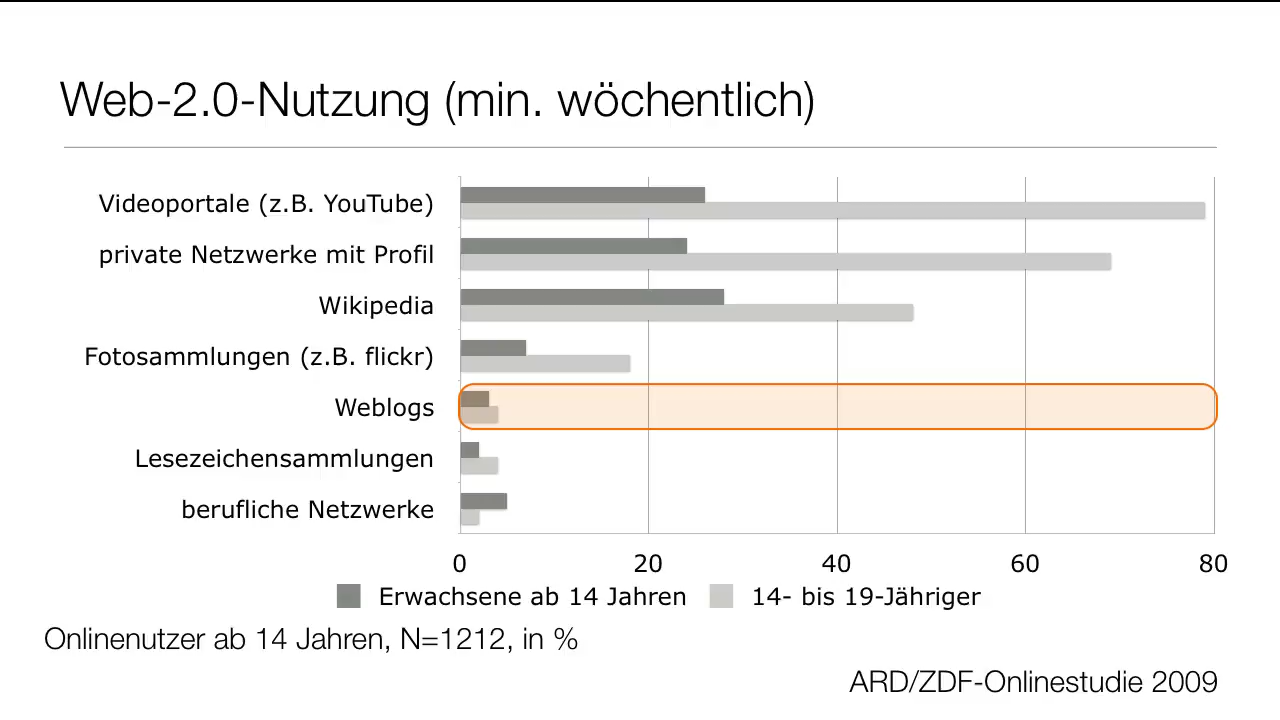 Web-2.0-Nutzung (min. wöchentlich)
Videoportale (z.B. YouTube)
private Netzwerke mit Profil
Wikipedia
Fotosammlungen (z.B. flickr)
Weblogs
Lesezeichensammlungen
berufliche Netzwerke
0 20 40 60 80
Erwachsene ab 14 Jahren 14- bis 19-Jähriger
Onlinenutzer ab 14 Jahren, N=1212, in %
ARD/ZDF-Onlinestudie 2009